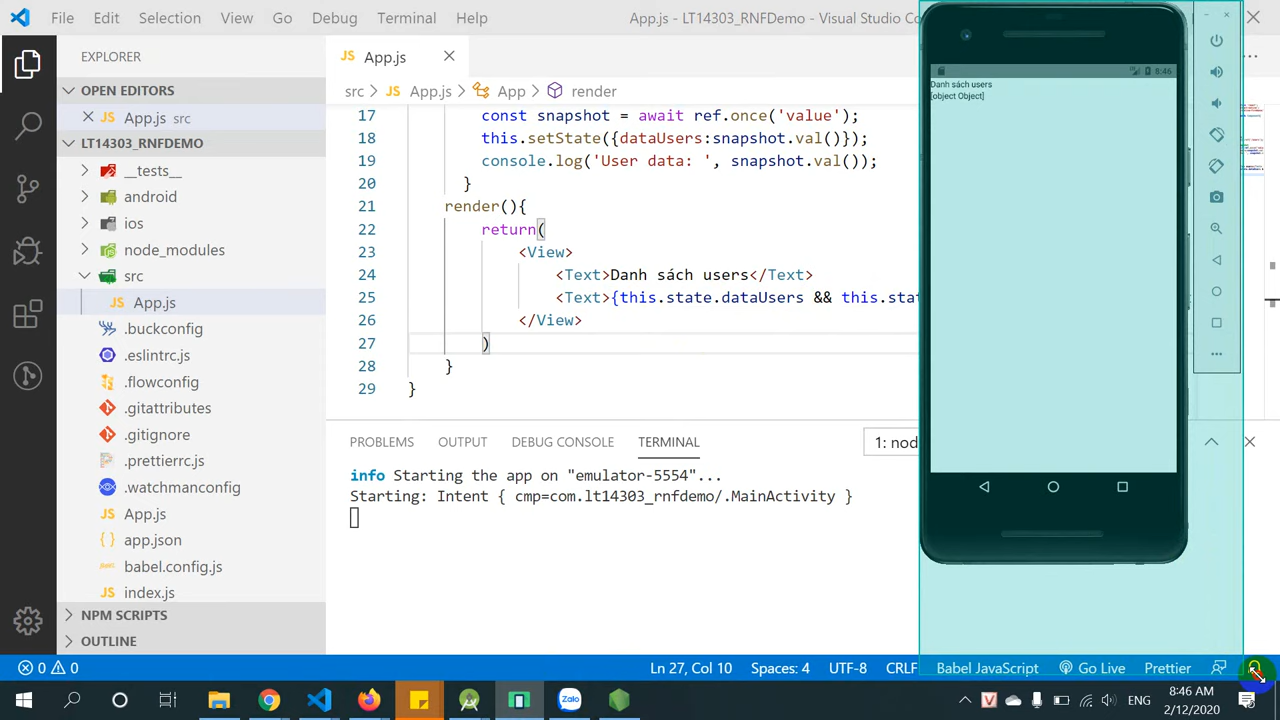 File Edit Selection View Go Debug Terminal Help App.js - LT14303_RNFDemo - Visual Studio Co
EXPLORER
OPEN EDITORS
App.js src
LT14303_RNFDEMO
__tests__
android
ios
node_modules
src
App.js
.buckconfig
.eslintrc.js
.flowconfig
.gitattributes
.gitignore
.prettierrc.js
.watchmanconfig
App.js
app.json
babel.config.js
index.js
NPM SCRIPTS
OUTLINE
JS App.js
src > JS App.js > App > render
17 const snapshot = await ref.once('value');
18 this.setState({dataUsers:snapshot.val()});
19 console.log('User data: ', snapshot.val());
20 }
21 render(){
22 return(
23 <View>
24 <Text>Danh sách users</Text>
25 <Text>{this.state.dataUsers && this.stat
26 </View>
27 )
28 }
29 }
PROBLEMS OUTPUT DEBUG CONSOLE TERMINAL 1: nod
info Starting the app on "emulator-5554"...
Starting: Intent { cmp=com.lt14303_rnfdemo/.MainActivity }
8:46
Danh sách users
[object Object]
0 0 Ln 27, Col 10 Spaces: 4 UTF-8 CRLF Babel JavaScript Go Live Prettier
Zalo
V
ENG
8:46 AM
2/12/2020